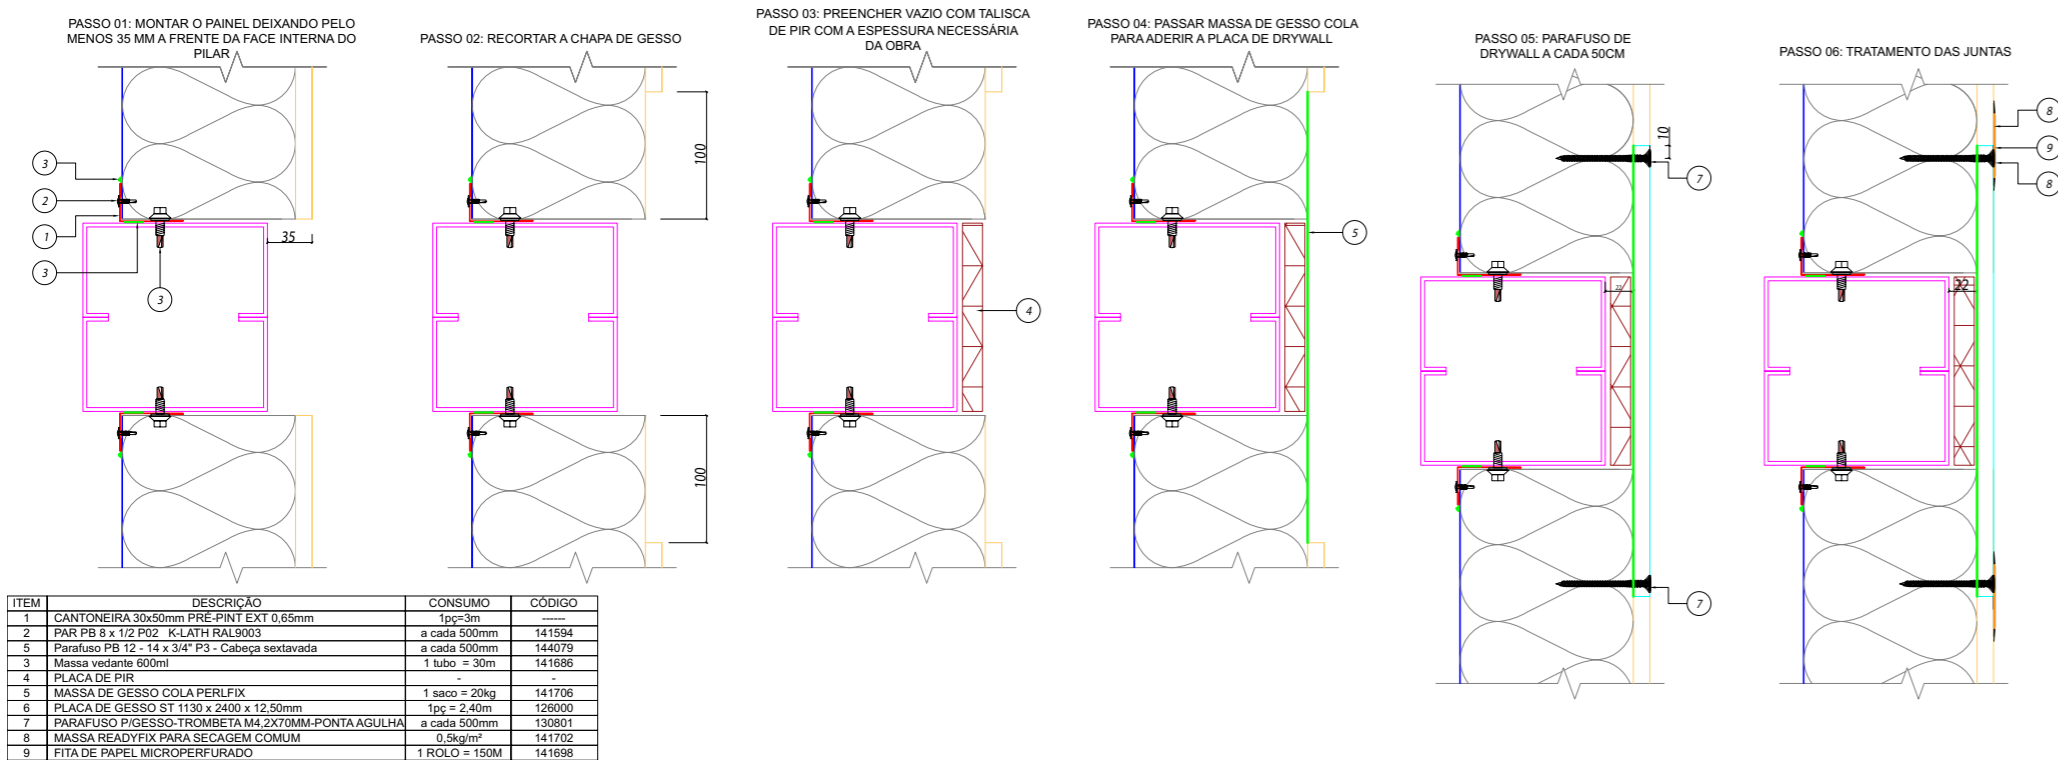 PASSO 01: MONTAR O PAINEL DEIXANDO PELO
MENOS 35 MM A FRENTE DA FACE INTERNA DO
PILAR
3
2
1
3
3
35
PASSO 02: RECORTAR A CHAPA DE GESSO
100
100
PASSO 03: PREENCHER VAZIO COM TALISCA
DE PIR COM A ESPESSURA NECESSÁRIA
DA OBRA
4
PASSO 04: PASSAR MASSA DE GESSO COLA
PARA ADERIR A PLACA DE DRYWALL
5
PASSO 05: PARAFUSO DE
DRYWALL A CADA 50CM
10
7
22
7
PASSO 06: TRATAMENTO DAS JUNTAS
8
9
8
22
ITEM DESCRIÇÃO CONSUMO CÓDIGO
1 CANTONEIRA 30x50mm PRÉ-PINT EXT 0,65mm 1pç=3m ------
2 PAR PB 8 x 1/2 P02 K-LATH RAL9003 a cada 500mm 141594
5 Parafuso PB 12 - 14 x 3/4" P3 - Cabeça sextavada a cada 500mm 144079
3 Massa vedante 600ml 1 tubo = 30m 141686
4 PLACA DE PIR - -
5 MASSA DE GESSO COLA PERLFIX 1 saco = 20kg 141706
6 PLACA DE GESSO ST 1130 x 2400 x 12,50mm 1pç = 2,40m 126000
7 PARAFUSO P/GESSO-TROMBETA M4,2X70MM-PONTA AGULHA a cada 500mm 130801
8 MASSA READYFIX PARA SECAGEM COMUM 0,5kg/m² 141702
9 FITA DE PAPEL MICROPERFURADO 1 ROLO = 150M 141698